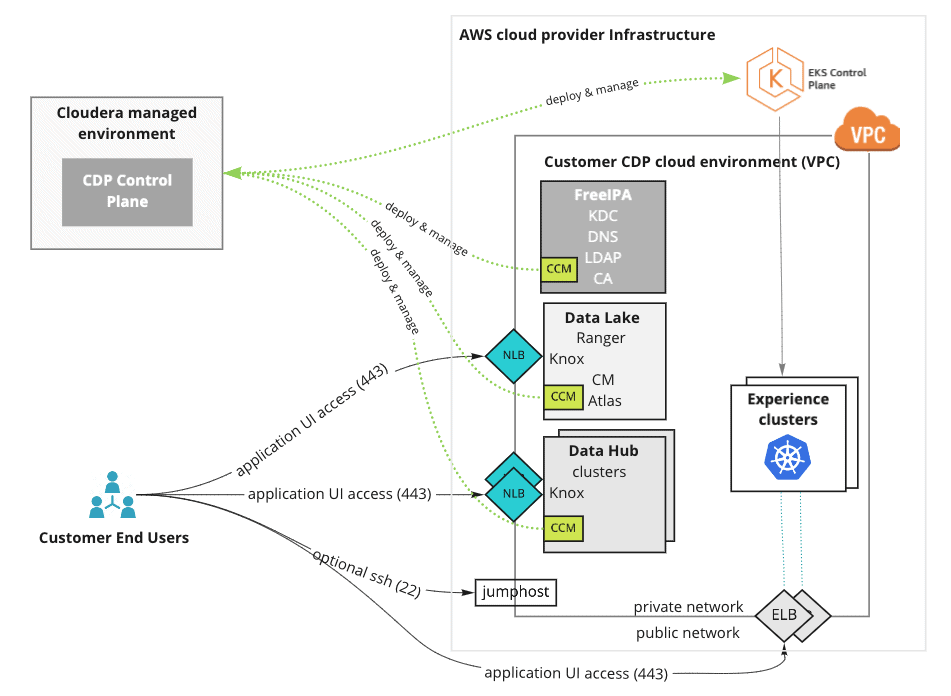 AWS cloud provider Infrastructure
EKS Control
Plane
deploy & manage
Cloudera managed
environment
CDP Control
Plane
VPC
Customer CDP cloud environment (VPC)
FreeIPA
KDC
DNS
LDAP
CA
CCM
deploy & manage
deploy & manage
deploy & manage
Data Lake
Ranger
NLB
Knox
CM
CCM
Atlas
application UI access (443)
Experience
clusters
Data Hub
clusters
NLB
Knox
application UI access (443)
CCM
Customer End Users
optional ssh (22)
jumphost
private network
ELB
public network
application UI access (443)